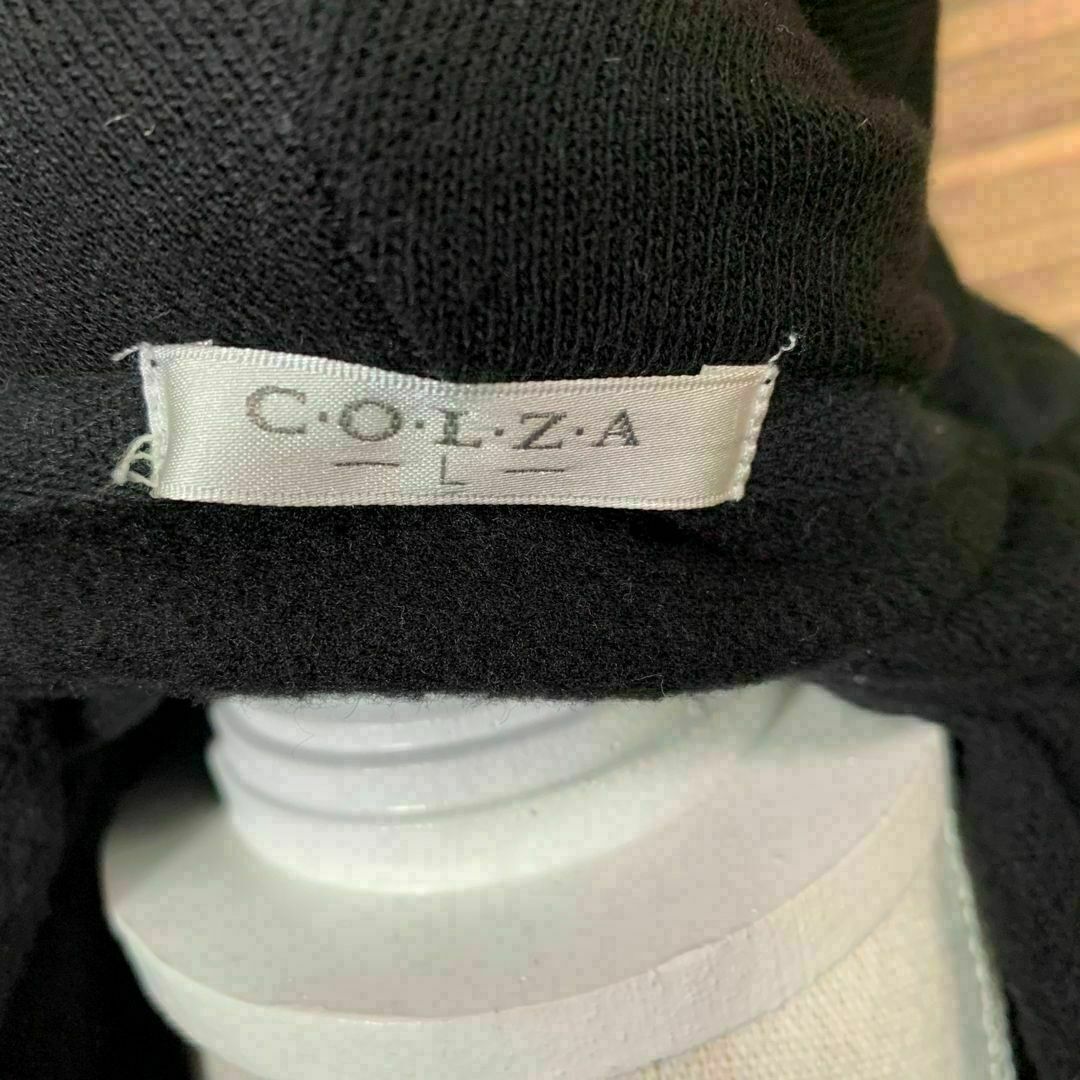 C·O·L·Z·A
— L —